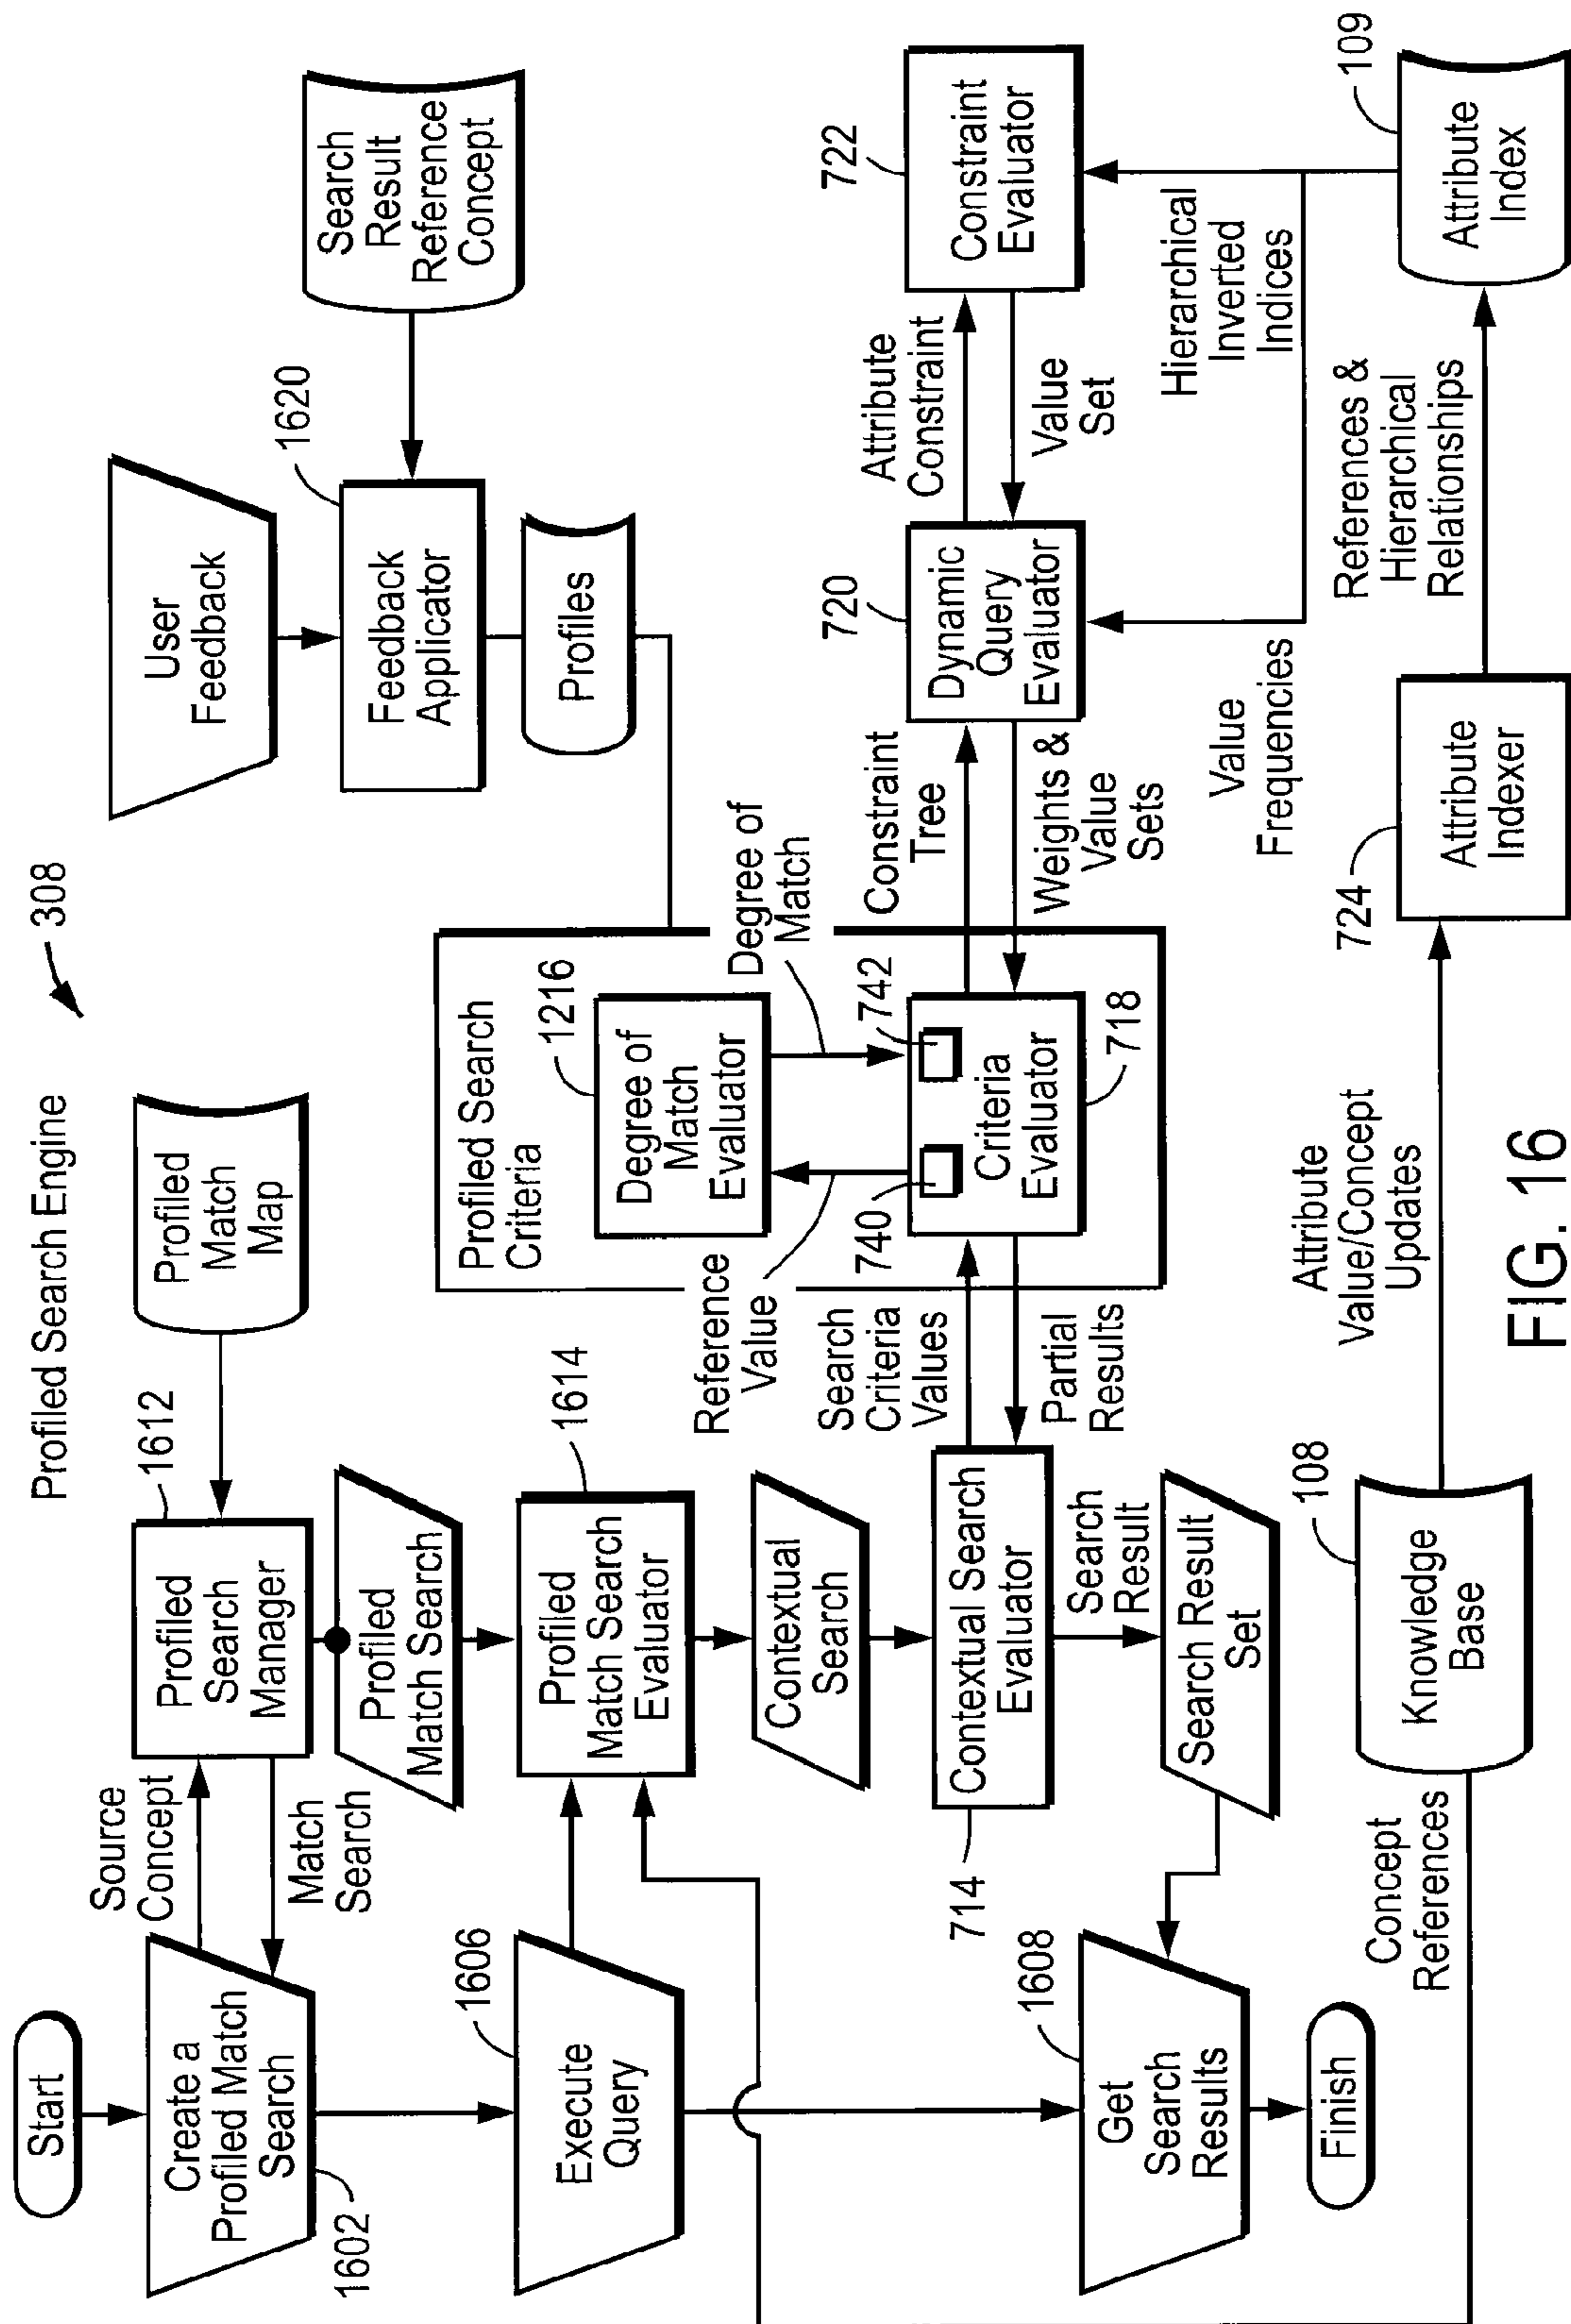 Profiled Search Engine
308
Start
Create a
Profiled Match
Search
1602
Source
Concept
Match
Search
Profiled
Search
Manager
1612
Profiled
Match
Map
Profiled
Match Search
Execute
Query
1606
Profiled
Match Search
Evaluator
1614
Contextual
Search
Contextual Search
Evaluator
714
Search
Result
Search Result
Set
Get
Search
Results
1608
Finish
Concept
References
Knowledge
Base
108
User
Feedback
Feedback
Applicator
1620
Search
Result
Reference
Concept
Profiles
Profiled Search
Criteria
Degree of
Match
Evaluator
1216
Degree of
Match
Reference
Value
740
742
Criteria
Evaluator
718
Search
Criteria
Values
Partial
Results
Constraint
Tree
Weights &
Value
Sets
Dynamic
Query
Evaluator
720
Attribute
Constraint
Value
Set
Constraint
Evaluator
722
Hierarchical
Inverted
Indices
Value
Frequencies
Attribute
Value/Concept
Updates
Attribute
Indexer
724
References &
Hierarchical
Relationships
Attribute
Index
109
FIG. 16